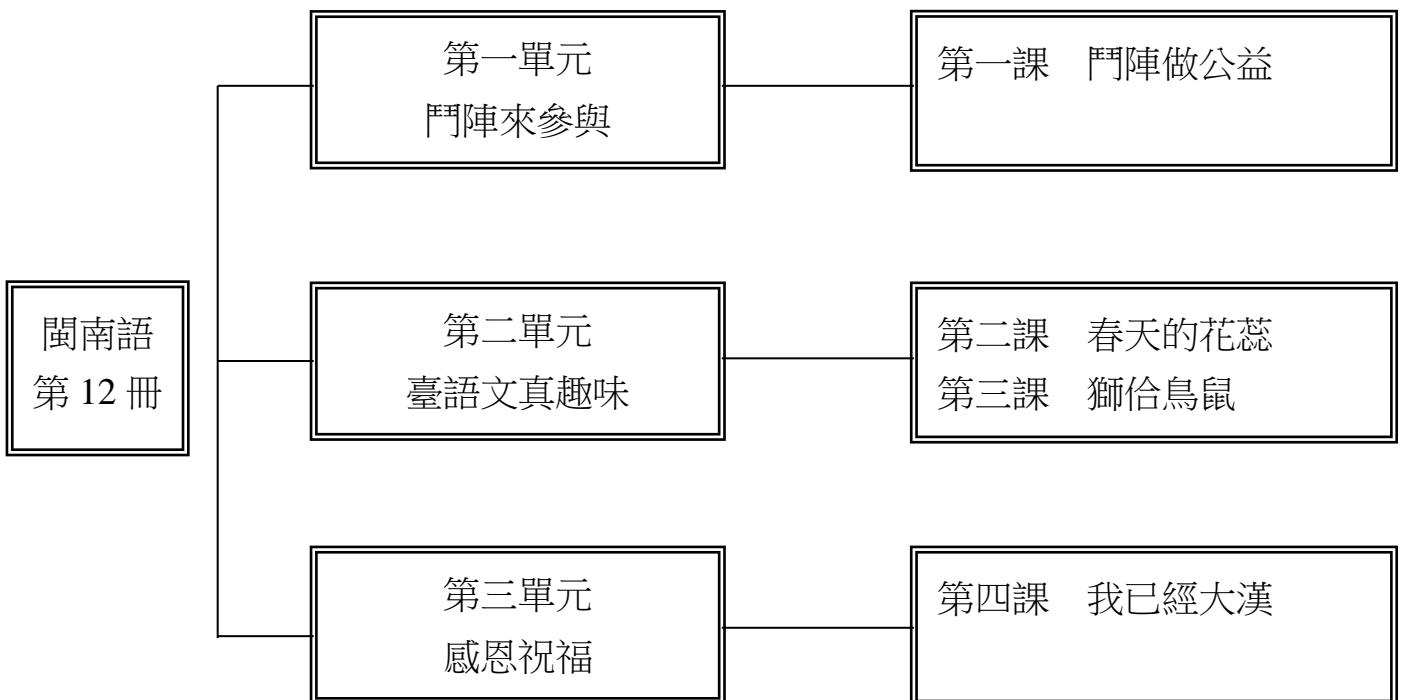 閩南語
第 12 冊
第一單元
鬥陣來參與
第一課　鬥陣做公益
第二單元
臺語文真趣味
第二課　春天的花蕊
第三課　獅佮鳥鼠
第三單元
感恩祝福
第四課　我已經大漢